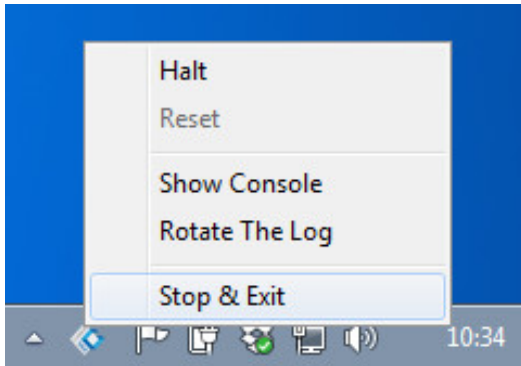 Halt
Reset
Show Console
Rotate The Log
Stop & Exit
10:34